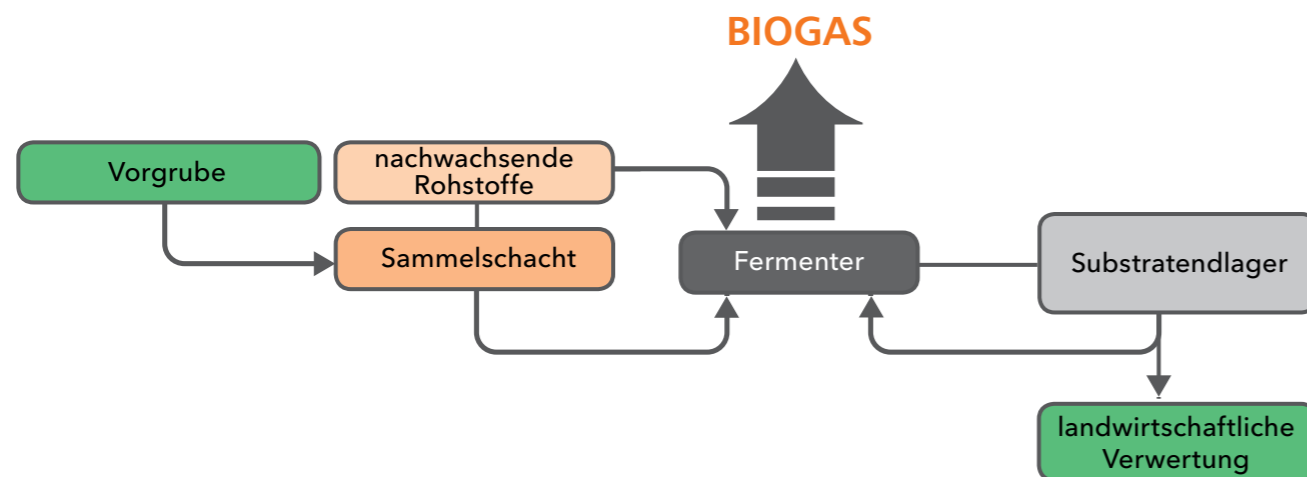 BIOGAS
Vorgrube
nachwachsende
Rohstoffe
Sammelschacht
Fermenter
Substratendlager
landwirtschaftliche
Verwertung